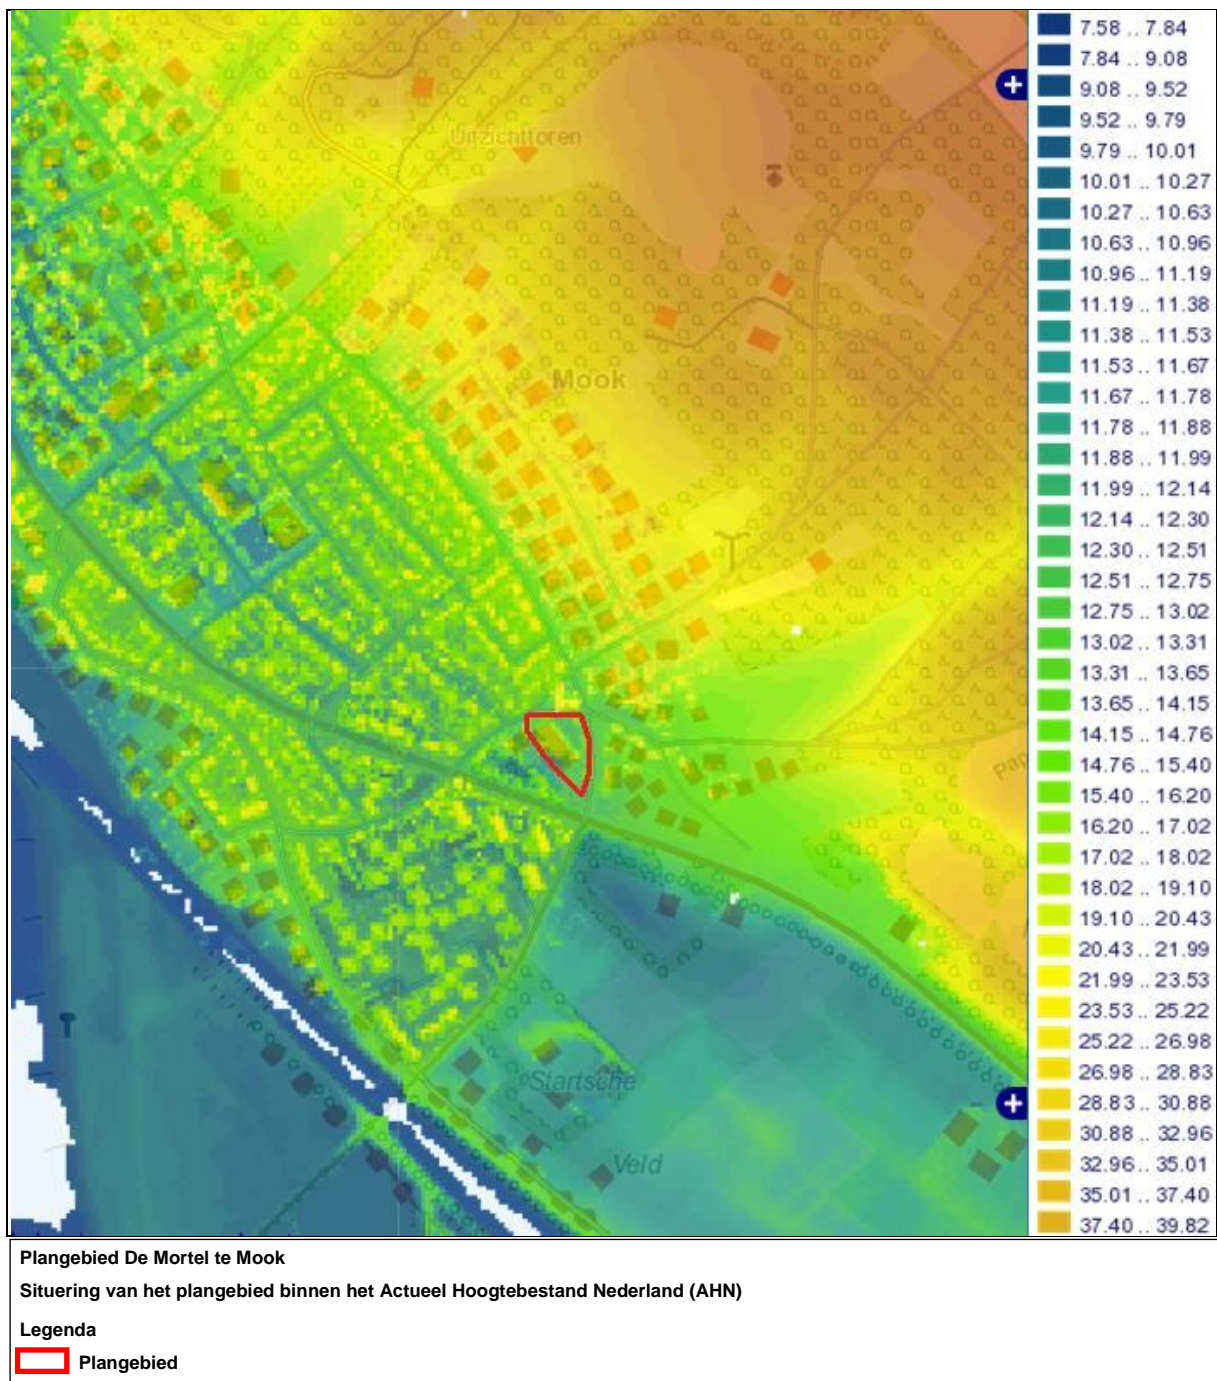 Uitzichttoren
Mook
Pap
Startsche
Veld
7.58 .. 7.84
7.84 .. 9.08
9.08 .. 9.52
9.52 .. 9.79
9.79 .. 10.01
10.01 .. 10.27
10.27 .. 10.63
10.63 .. 10.96
10.96 .. 11.19
11.19 .. 11.38
11.38 .. 11.53
11.53 .. 11.67
11.67 .. 11.78
11.78 .. 11.88
11.88 .. 11.99
11.99 .. 12.14
12.14 .. 12.30
12.30 .. 12.51
12.51 .. 12.75
12.75 .. 13.02
13.02 .. 13.31
13.31 .. 13.65
13.65 .. 14.15
14.15 .. 14.76
14.76 .. 15.40
15.40 .. 16.20
16.20 .. 17.02
17.02 .. 18.02
18.02 .. 19.10
19.10 .. 20.43
20.43 .. 21.99
21.99 .. 23.53
23.53 .. 25.22
25.22 .. 26.98
26.98 .. 28.83
28.83 .. 30.88
30.88 .. 32.96
32.96 .. 35.01
35.01 .. 37.40
37.40 .. 39.82
Plangebied De Mortel te Mook
Situering van het plangebied binnen het Actueel Hoogtebestand Nederland (AHN)
Legenda
Plangebied